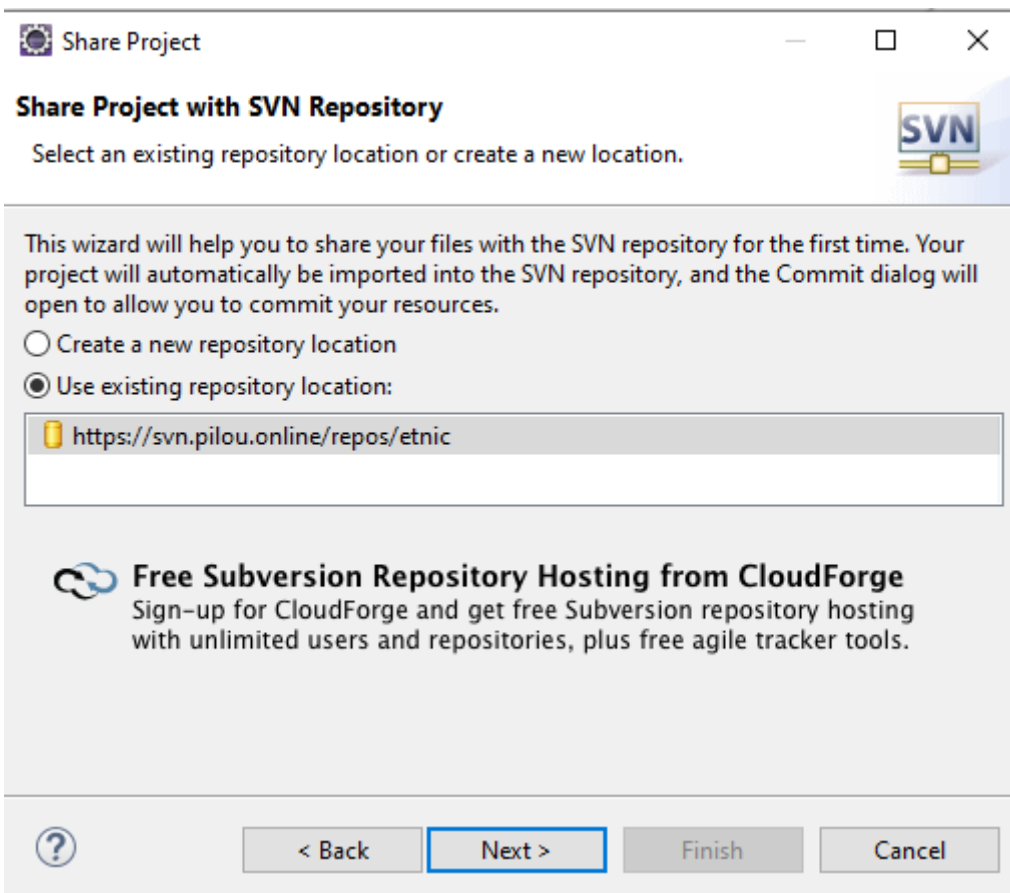 Share Project
Share Project with SVN Repository
Select an existing repository location or create a new location.
SVN
This wizard will help you to share your files with the SVN repository for the first time. Your
project will automatically be imported into the SVN repository, and the Commit dialog will
open to allow you to commit your resources.
Create a new repository location
Use existing repository location:
https://svn.pilou.online/repos/etnic
Free Subversion Repository Hosting from CloudForge
Sign-up for CloudForge and get free Subversion repository hosting
with unlimited users and repositories, plus free agile tracker tools.
? < Back Next > Finish Cancel